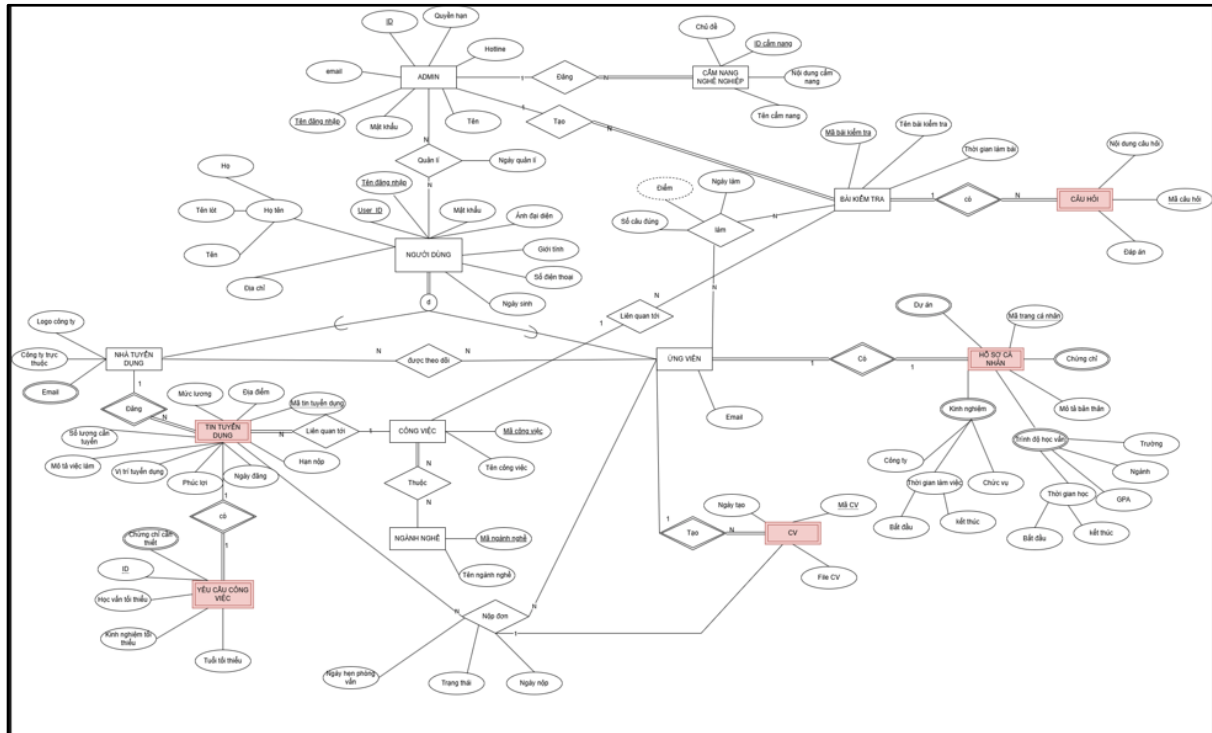 Quyền hạn
ID
Hotline
email
ADMIN
Tên đăng nhập
Mật khẩu
Tên
1
Đăng
N
Chủ đề
ID cẩm nang
CẨM NANG
NGHỀ NGHIỆP
Nội dung cẩm
nang
Tên cẩm nang
1
Tạo
N
N
Quản lí
Ngày quản lí
N
Họ
Tên lót
Họ tên
Tên
Địa chỉ
Tên đăng nhập
User_ID
Mật khẩu
Ảnh đại diện
NGƯỜI DÙNG
Giới tính
Số điện thoại
Ngày sinh
d
Mã bài kiểm tra
Tên bài kiểm tra
Thời gian làm bài
BÀI KIỂM TRA
1
có
N
Nội dung câu hỏi
CÂU HỎI
Mã câu hỏi
Đáp án
Điểm
Ngày làm
Số câu đúng
làm
N
N
N
Liên quan tới
1
Logo công ty
NHÀ TUYỂN
DỤNG
Công ty trực
thuộc
Email
N
được theo dõi
N
ỨNG VIÊN
Email
1
Có
1
Dự án
Mã trang cá nhân
HỒ SƠ CÁ
NHÂN
Chứng chỉ
Mô tả bản thân
Kinh nghiệm
Công ty
Thời gian làm việc
Chức vụ
Bắt đầu
kết thúc
Trình độ học vấn
Trường
Ngành
GPA
Thời gian học
Bắt đầu
kết thúc
1
Đăng
N
Mức lương
Địa điểm
Mã tin tuyển dụng
TIN TUYỂN
DỤNG
Số lượng cần
tuyển
Mô tả việc làm
Vị trí tuyển dụng
Phúc lợi
Ngày đăng
Hạn nộp
N
Liên quan tới
1
CÔNG VIỆC
Mã công việc
Tên công việc
N
Thuộc
N
NGÀNH NGHỀ
Mã ngành nghề
Tên ngành nghề
1
có
1
Chứng chỉ cần
thiết
ID
Học vấn tối thiểu
YÊU CẦU CÔNG
VIỆC
Kinh nghiệm tối
thiểu
Tuổi tối thiểu
1
Tạo
N
Ngày tạo
Mã CV
CV
File CV
N
Nộp đơn
N
1
Ngày hẹn phỏng
vấn
Trạng thái
Ngày nộp